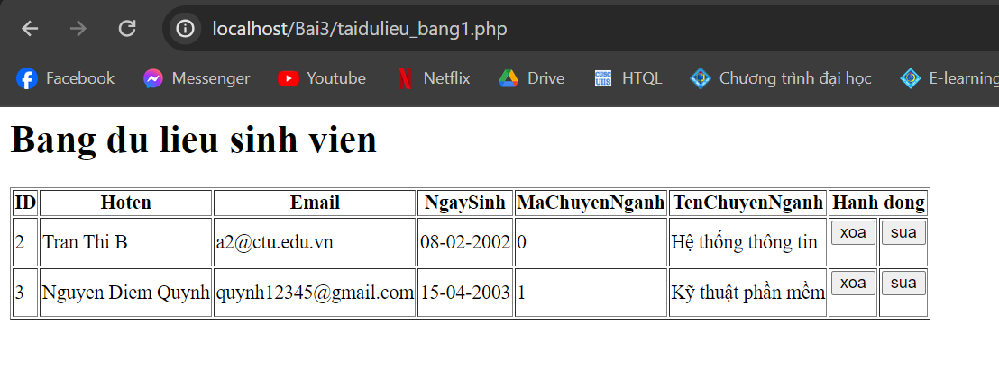 localhost/Bai3/taidulieu_bang1.php
Facebook Messenger Youtube Netflix Drive CUSC UIIS HTQL Chương trình đại học E-learning
Bang du lieu sinh vien
ID Hoten Email NgaySinh MaChuyenNganh TenChuyenNganh Hanh dong
2 Tran Thi B a2@ctu.edu.vn 08-02-2002 0 Hệ thống thông tin xoa sua
3 Nguyen Diem Quynh quynh12345@gmail.com 15-04-2003 1 Kỹ thuật phần mềm xoa sua